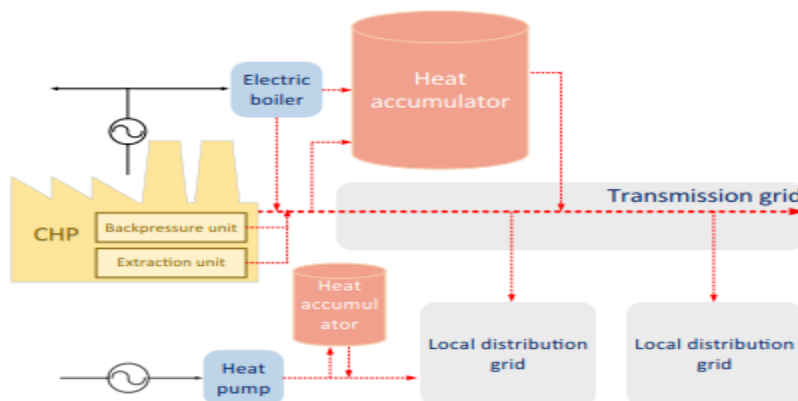 Electric
boiler
Heat
accumulator
Transmission grid
CHP
Backpressure unit
Extraction unit
Heat
accumul
ator
Local distribution
grid
Local distribution
grid
Heat
pump